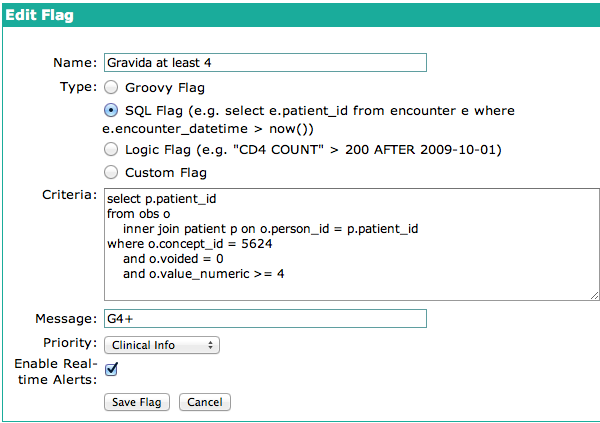 Edit Flag
Name: Gravida at least 4
Type: Groovy Flag
SQL Flag (e.g. select e.patient_id from encounter e where
e.encounter_datetime > now())
Logic Flag (e.g. "CD4 COUNT" > 200 AFTER 2009-10-01)
Custom Flag
Criteria: select p.patient_id
from obs o
inner join patient p on o.person_id = p.patient_id
where o.concept_id = 5624
and o.voided = 0
and o.value_numeric >= 4
Message: G4+
Priority: Clinical Info
Enable Real-
time Alerts:
Save Flag Cancel